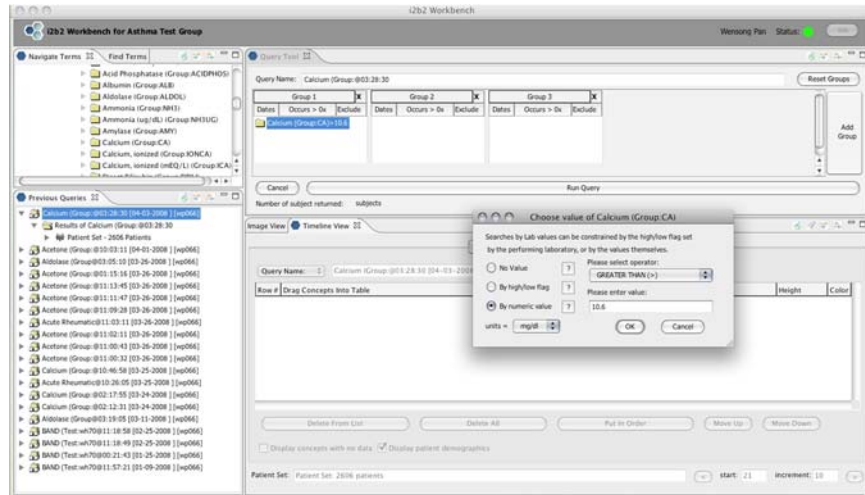 i2b2 Workbench
i2b2 Workbench for Asthma Test Group
Wensong Pan Status:
Navigate Terms Find Terms
Acid Phosphatase (Group:ACIDPHOS)
Albumin (Group:ALB)
Aldolase (Group:ALDOL)
Ammonia (Group:NH3)
Ammonia (ug/dL) (Group:NH3UG)
Amylase (Group:AMY)
Calcium (Group:CA)
Calcium, ionized (Group:IONCA)
Calcium, ionized (mEQ/L) (Group:ICA)
Previous Queries
Calcium (Group:@03:28:30 [04-03-2008 ] [wp066]
Results of Calcium (Group:@03:28:30
Patient Set - 2606 Patients
Acetone (Group:@10:03:11 [04-01-2008 ] [wp066]
Aldolase (Group@03:05:10 [03-26-2008 ] [wp066]
Acetone (Group:@01:15:16 [03-26-2008 ] [wp066]
Acetone (Group:@11:13:45 [03-26-2008 ] [wp066]
Acetone (Group:@11:11:47 [03-26-2008 ] [wp066]
Acetone (Group:@11:09:28 [03-26-2008 ] [wp066]
Acute Rheumatic@11:03:11 [03-26-2008 ] [wp066]
Acetone (Group:@11:02:11 [03-26-2008 ] [wp066]
Acetone (Group:@11:00:43 [03-26-2008 ] [wp066]
Acetone (Group:@11:00:32 [03-26-2008 ] [wp066]
Calcium (Group:@10:46:58 [03-25-2008 ] [wp066]
Acute Rheumatic@10:26:05 [03-25-2008 ] [wp066]
Calcium (Group:@02:17:55 [03-24-2008 ] [wp066]
Calcium (Group:@02:12:31 [03-24-2008 ] [wp066]
Aldolase (Group@03:19:05 [03-11-2008 ] [wp066]
BAND (Test:wh70@11:18:58 [02-25-2008 ] [wp066]
BAND (Test:wh70@11:18:49 [02-25-2008 ] [wp066]
BAND (Test:wh70@00:21:43 [01-25-2008 ] [wp066]
BAND (Test:wh70@11:57:21 [01-09-2008 ] [wp066]
Query Tool
Query Name: Calcium (Group:@03:28:30
Reset Groups
Group 1 X Group 2 X Group 3 X
Dates Occurs > 0x Exclude Dates Occurs > 0x Exclude Dates Occurs > 0x Exclude
Calcium (Group:CA)>10.6
Add
Group
Cancel Run Query
Number of subject returned: subjects
Image View Timeline View
Query Name: Calcium (Group:@03:28:30 [04-03-2008
Row # Drag Concepts Into Table Height Color
Choose value of Calcium (Group:CA)
Searches by Lab values can be constrained by the high/low flag set
by the performing laboratory, or by the values themselves.
No Value ? Please select operator:
GREATER THAN (>)
By high/low flag ? Please enter value:
By numeric value ? 10.6
units = mg/dl OK Cancel
Delete From List Delete All Put In Order Move Up Move Down
Display concepts with no data Display patient demographics
Patient Set: Patient Set: 2606 patients start: 21 increment: 10